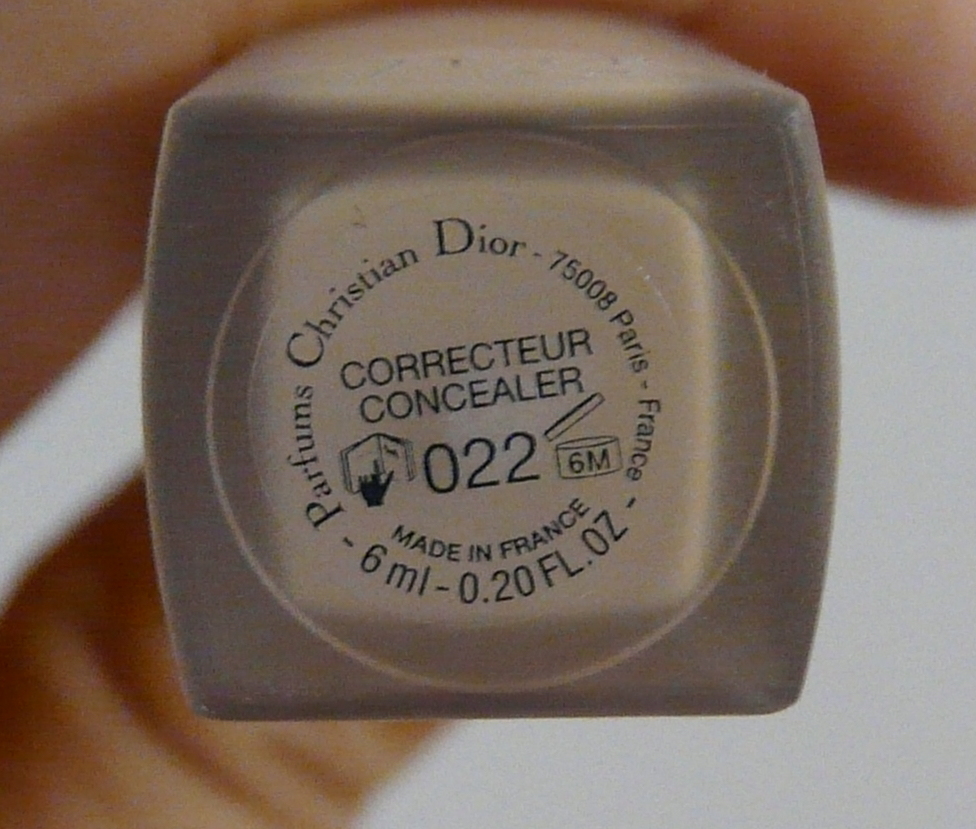 Parfums Christian Dior - 75008 Paris - France -
CORRECTEUR
CONCEALER
022
6M
MADE IN FRANCE
- 6 ml - 0.20 FL.OZ